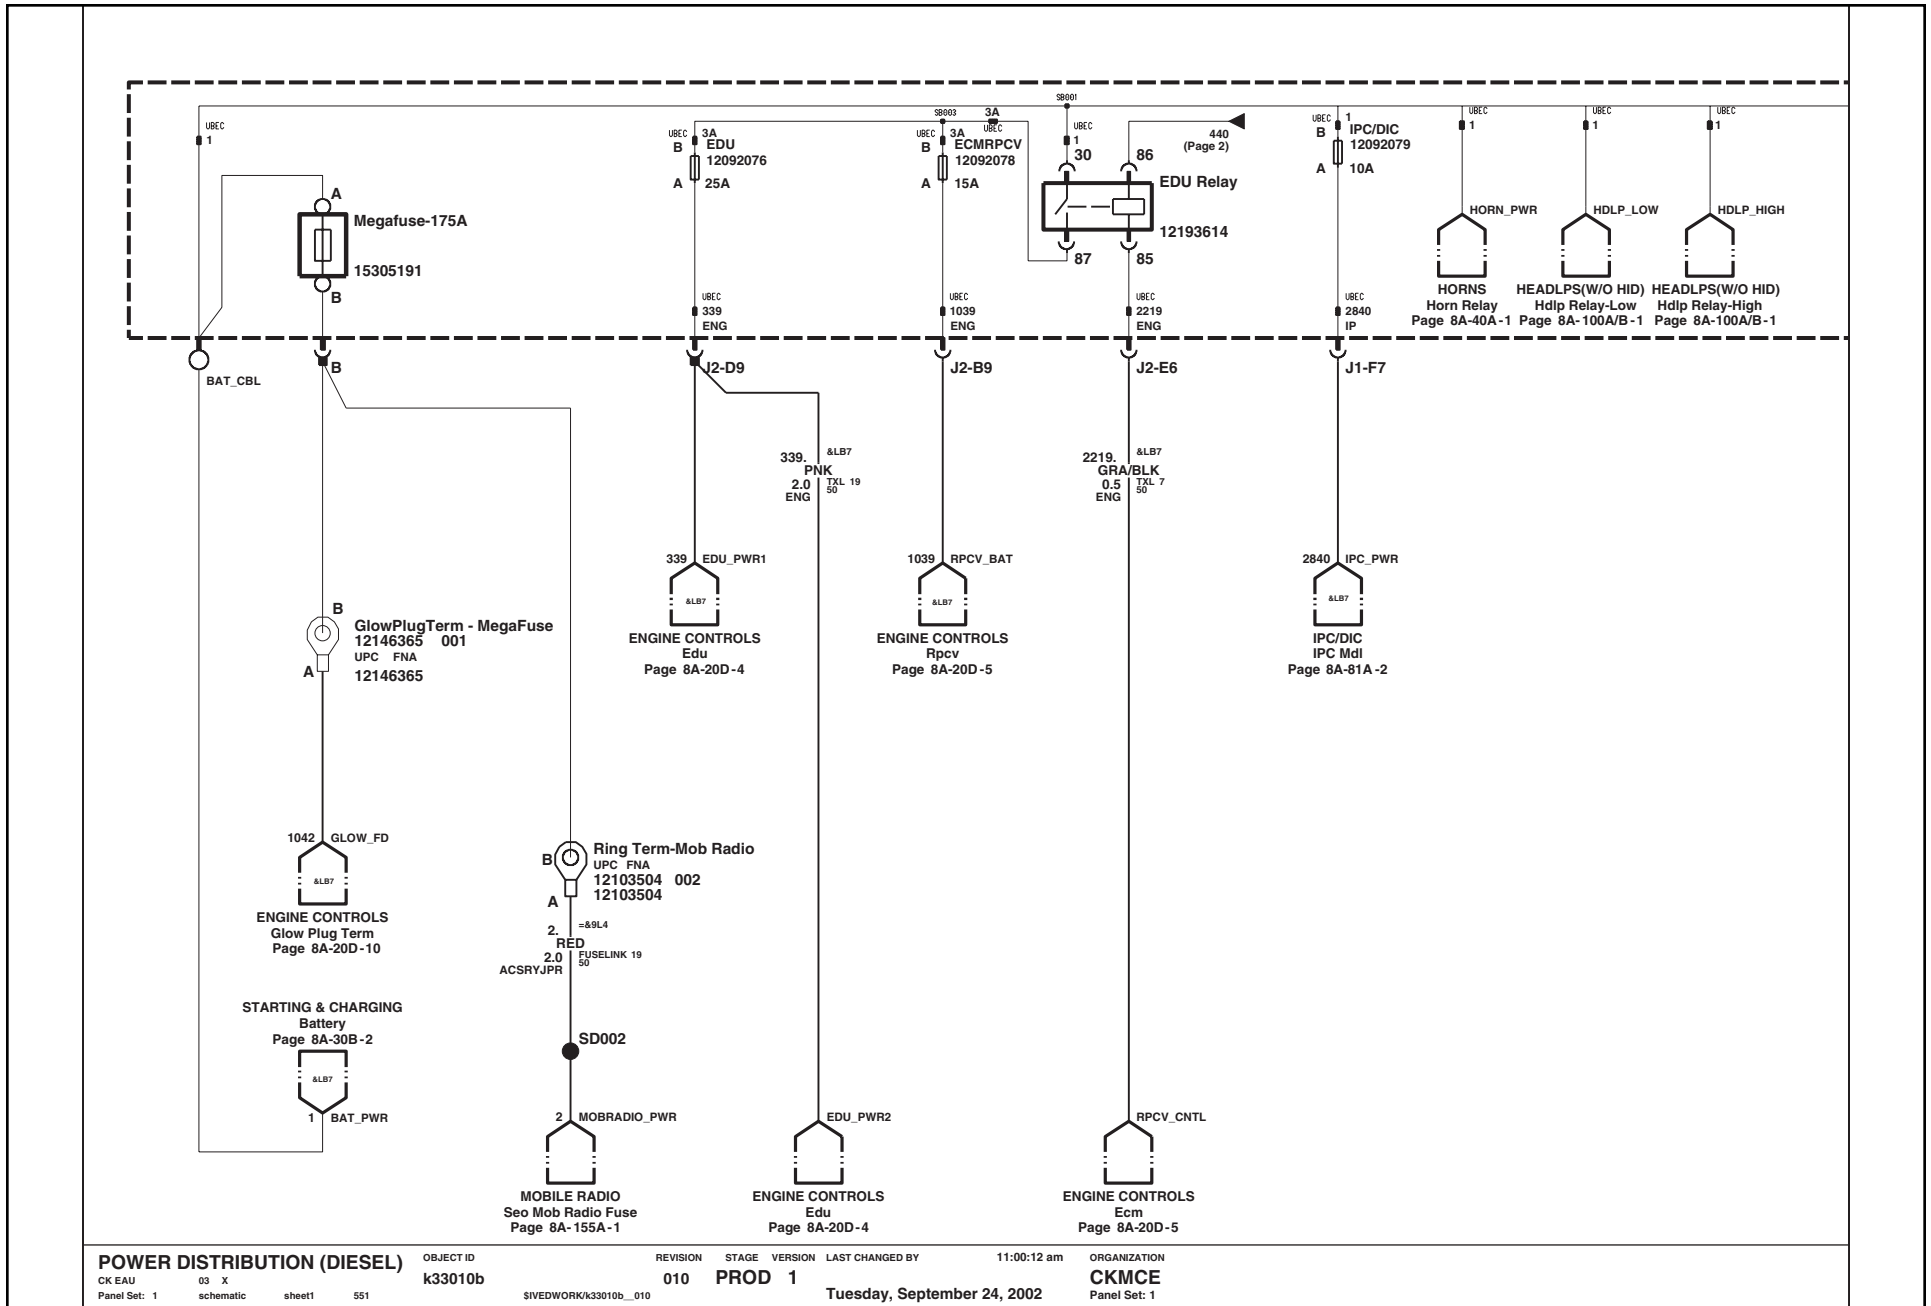 SB001
UBEC
1
SB003
3A
UBEC
UBEC 3A
B EDU
12092076
A 25A
UBEC 3A
B ECMRPCV
12092078
A 15A
UBEC
1
30 86
440
(Page 2)
EDU Relay
12193614
87 85
UBEC 1
B IPC/DIC
12092079
A 10A
UBEC
1
UBEC
1
UBEC
1
A
Megafuse-175A
15305191
B
HORN_PWR
HORNS
Horn Relay
Page 8A-40A-1
HDLP_LOW
HEADLPS(W/O HID)
Hdlp Relay-Low
Page 8A-100A/B-1
HDLP_HIGH
HEADLPS(W/O HID)
Hdlp Relay-High
Page 8A-100A/B-1
UBEC
339
ENG
UBEC
1039
ENG
UBEC
2219
ENG
UBEC
2840
IP
BAT_CBL
B
J2-D9
J2-B9
J2-E6
J1-F7
339. &LB7
PNK
2.0 TXL 19
ENG 50
2219. &LB7
GRA/BLK
0.5 TXL 7
ENG 50
339 EDU_PWR1
&LB7
ENGINE CONTROLS
Edu
Page 8A-20D-4
1039 RPCV_BAT
&LB7
ENGINE CONTROLS
Rpcv
Page 8A-20D-5
2840 IPC_PWR
&LB7
IPC/DIC
IPC Mdl
Page 8A-81A-2
B
GlowPlugTerm - MegaFuse
12146365 001
UPC FNA
A 12146365
1042 GLOW_FD
&LB7
ENGINE CONTROLS
Glow Plug Term
Page 8A-20D-10
B Ring Term-Mob Radio
UPC FNA
12103504 002
12103504
A
2. =&9L4
RED
2.0 FUSELINK 19
ACSRYJPR 50
STARTING & CHARGING
Battery
Page 8A-30B-2
&LB7
1 BAT_PWR
SD002
2 MOBRADIO_PWR
MOBILE RADIO
Seo Mob Radio Fuse
Page 8A-155A-1
EDU_PWR2
ENGINE CONTROLS
Edu
Page 8A-20D-4
RPCV_CNTL
ENGINE CONTROLS
Ecm
Page 8A-20D-5
POWER DISTRIBUTION (DIESEL) OBJECT ID REVISION STAGE VERSION LAST CHANGED BY 11:00:12 am ORGANIZATION
CK EAU 03 X k33010b 010 PROD 1 CKMCE
Panel Set: 1 schematic sheet1 551 $IVEDWORK/k33010b__010 Tuesday, September 24, 2002 Panel Set: 1